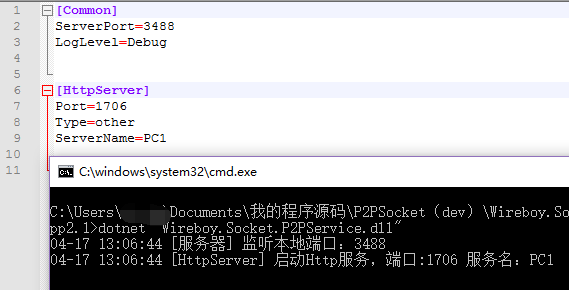 1 [Common]
2 ServerPort=3488
3 LogLevel=Debug
4
5
6 [HttpServer]
7 Port=1706
8 Type=other
9 ServerName=PC1
10
11
C:\windows\system32\cmd.exe
C:\Users\ \Documents\我的程序源码\P2PSocket (dev) \Wireboy.So
pp2.1>dotnet "Wireboy.Socket.P2PService.dll"
04-17 13:06:44 [服务器] 监听本地端口：3488
04-17 13:06:44 [HttpServer] 启动Http服务，端口:1706 服务名：PC1